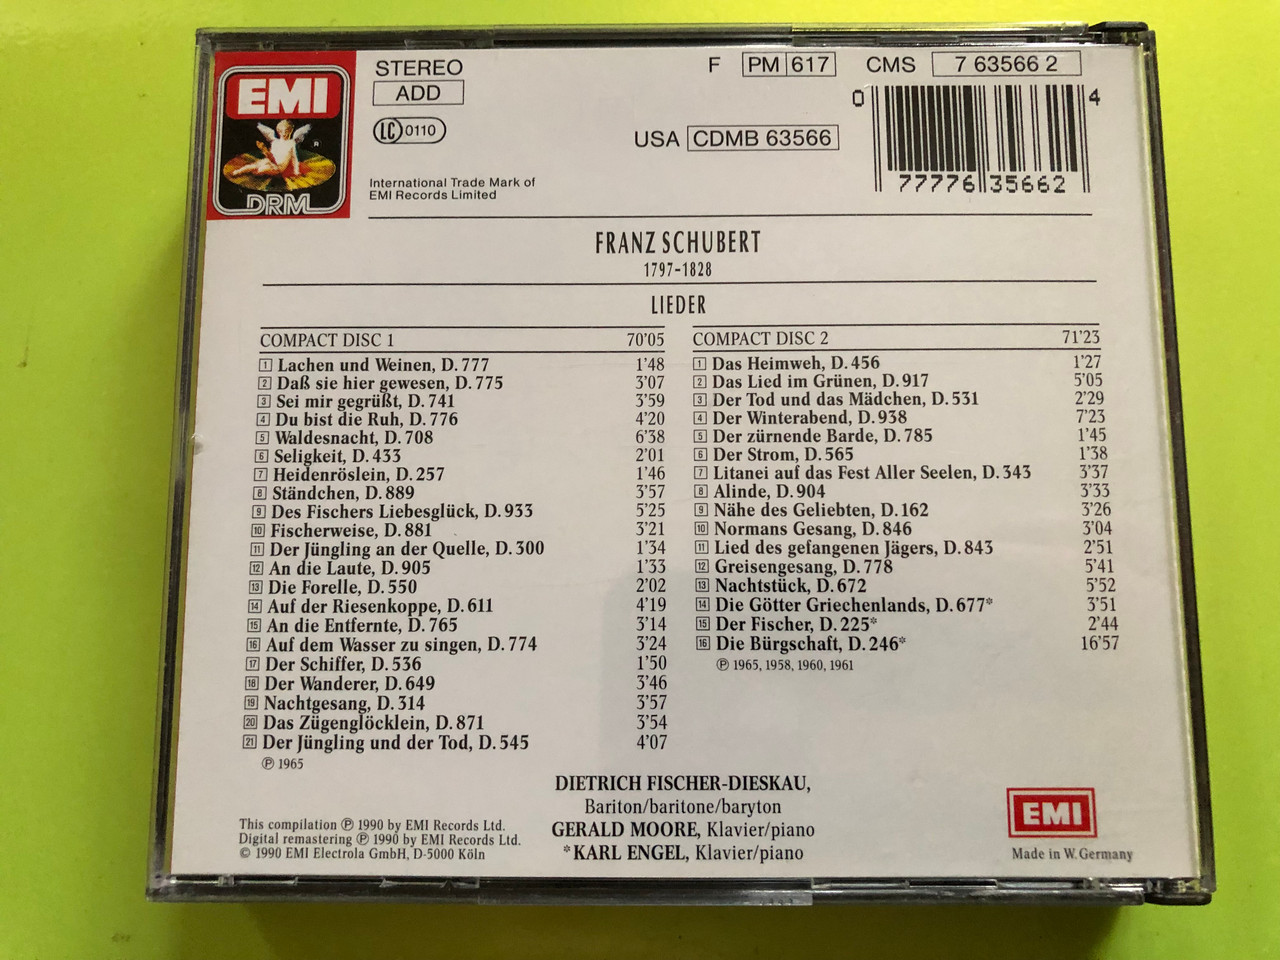 EMI
DRM
STEREO
ADD
LC 0110
International Trade Mark of
EMI Records Limited
F PM 617 CMS 7 63566 2
USA CDMB 63566
0 77776 35662 4
FRANZ SCHUBERT
1797-1828
LIEDER
COMPACT DISC 1 70'05
1 Lachen und Weinen, D. 777 1'48
2 Daß sie hier gewesen, D. 775 3'07
3 Sei mir gegrüßt, D. 741 3'59
4 Du bist die Ruh, D. 776 4'20
5 Waldesnacht, D. 708 6'38
6 Seligkeit, D. 433 2'01
7 Heidenröslein, D. 257 1'46
8 Ständchen, D. 889 3'57
9 Des Fischers Liebesglück, D. 933 5'25
10 Fischerweise, D. 881 3'21
11 Der Jüngling an der Quelle, D. 300 1'34
12 An die Laute, D. 905 1'33
13 Die Forelle, D. 550 2'02
14 Auf der Riesenkoppe, D. 611 4'19
15 An die Entfernte, D. 765 3'14
16 Auf dem Wasser zu singen, D. 774 3'24
17 Der Schiffer, D. 536 1'50
18 Der Wanderer, D. 649 3'46
19 Nachtgesang, D. 314 3'57
20 Das Zügenglöcklein, D. 871 3'54
21 Der Jüngling und der Tod, D. 545 4'07
℗ 1965
COMPACT DISC 2 71'23
1 Das Heimweh, D. 456 1'27
2 Das Lied im Grünen, D. 917 5'05
3 Der Tod und das Mädchen, D. 531 2'29
4 Der Winterabend, D. 938 7'23
5 Der zürnende Barde, D. 785 1'45
6 Der Strom, D. 565 1'38
7 Litanei auf das Fest Aller Seelen, D. 343 3'37
8 Alinde, D. 904 3'33
9 Nähe des Geliebten, D. 162 3'26
10 Normans Gesang, D. 846 3'04
11 Lied des gefangenen Jägers, D. 843 2'51
12 Greisengesang, D. 778 5'41
13 Nachtstück, D. 672 5'52
14 Die Götter Griechenlands, D. 677* 3'51
15 Der Fischer, D. 225* 2'44
16 Die Bürgschaft, D. 246* 16'57
℗ 1965, 1958, 1960, 1961
DIETRICH FISCHER-DIESKAU,
Bariton/baritone/baryton
GERALD MOORE, Klavier/piano
*KARL ENGEL, Klavier/piano
This compilation ℗ 1990 by EMI Records Ltd.
Digital remastering ℗ 1990 by EMI Records Ltd.
© 1990 EMI Electrola GmbH, D-5000 Köln
EMI
Made in W. Germany